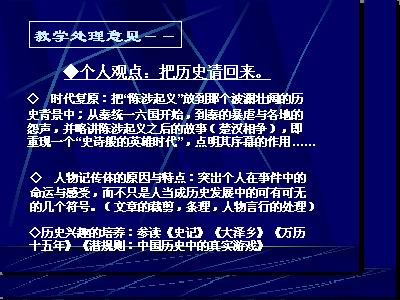 教学处理意见－－
◆个人观点：把历史请回来。
◇ 时代复原：把“陈涉起义”放到那个波澜壮阔的历
史背景中；从秦统一六国开始，到秦的暴虐与各地的
怨声，并略讲陈涉起义之后的故事（楚汉相争），即
重现一个“史诗般的英雄时代”，点明其序幕的作用……
◇ 人物记传体的原因与特点：突出个人在事件中的
命运与感受，而不只是人当成历史发展中的可有可无
的几个符号。（文章的裁剪，条理，人物言行的处理）
◇历史兴趣的培养：参读《史记》《大泽乡》《万历
十五年》《潜规则：中国历史中的真实游戏》